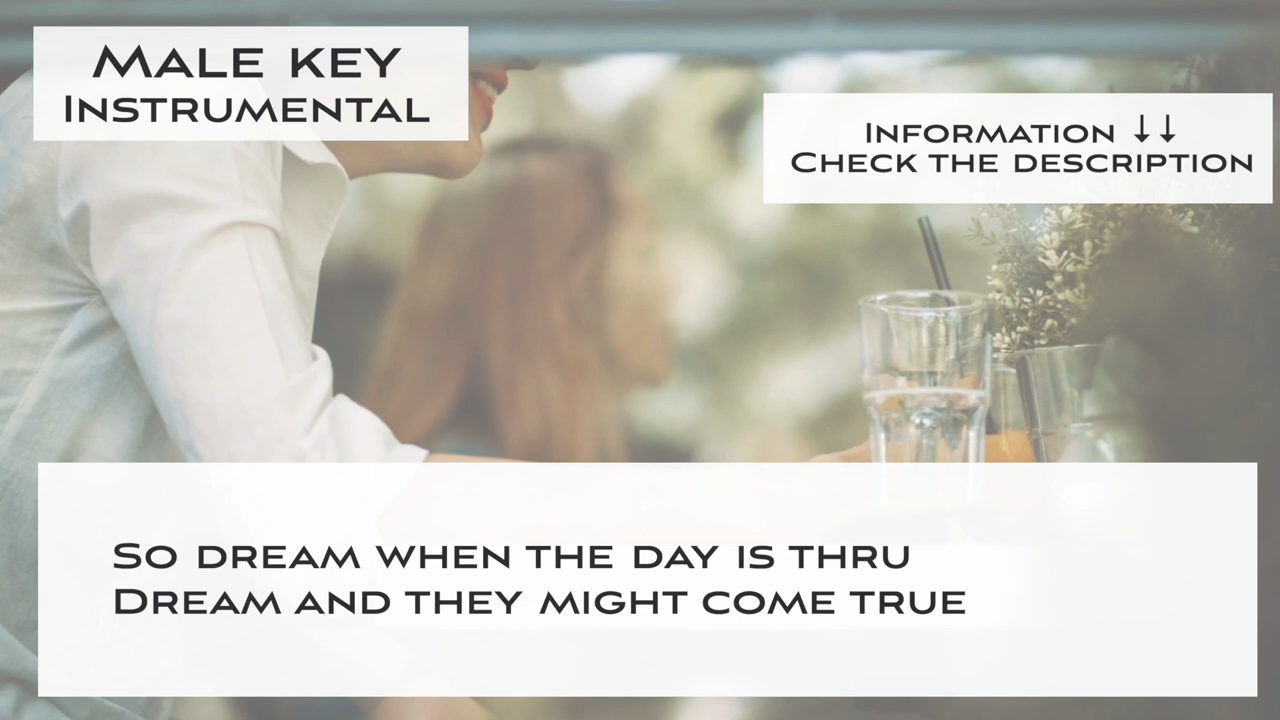 Male key
Instrumental
Information ↓↓
Check the description
So dream when the day is thru
Dream and they might come true